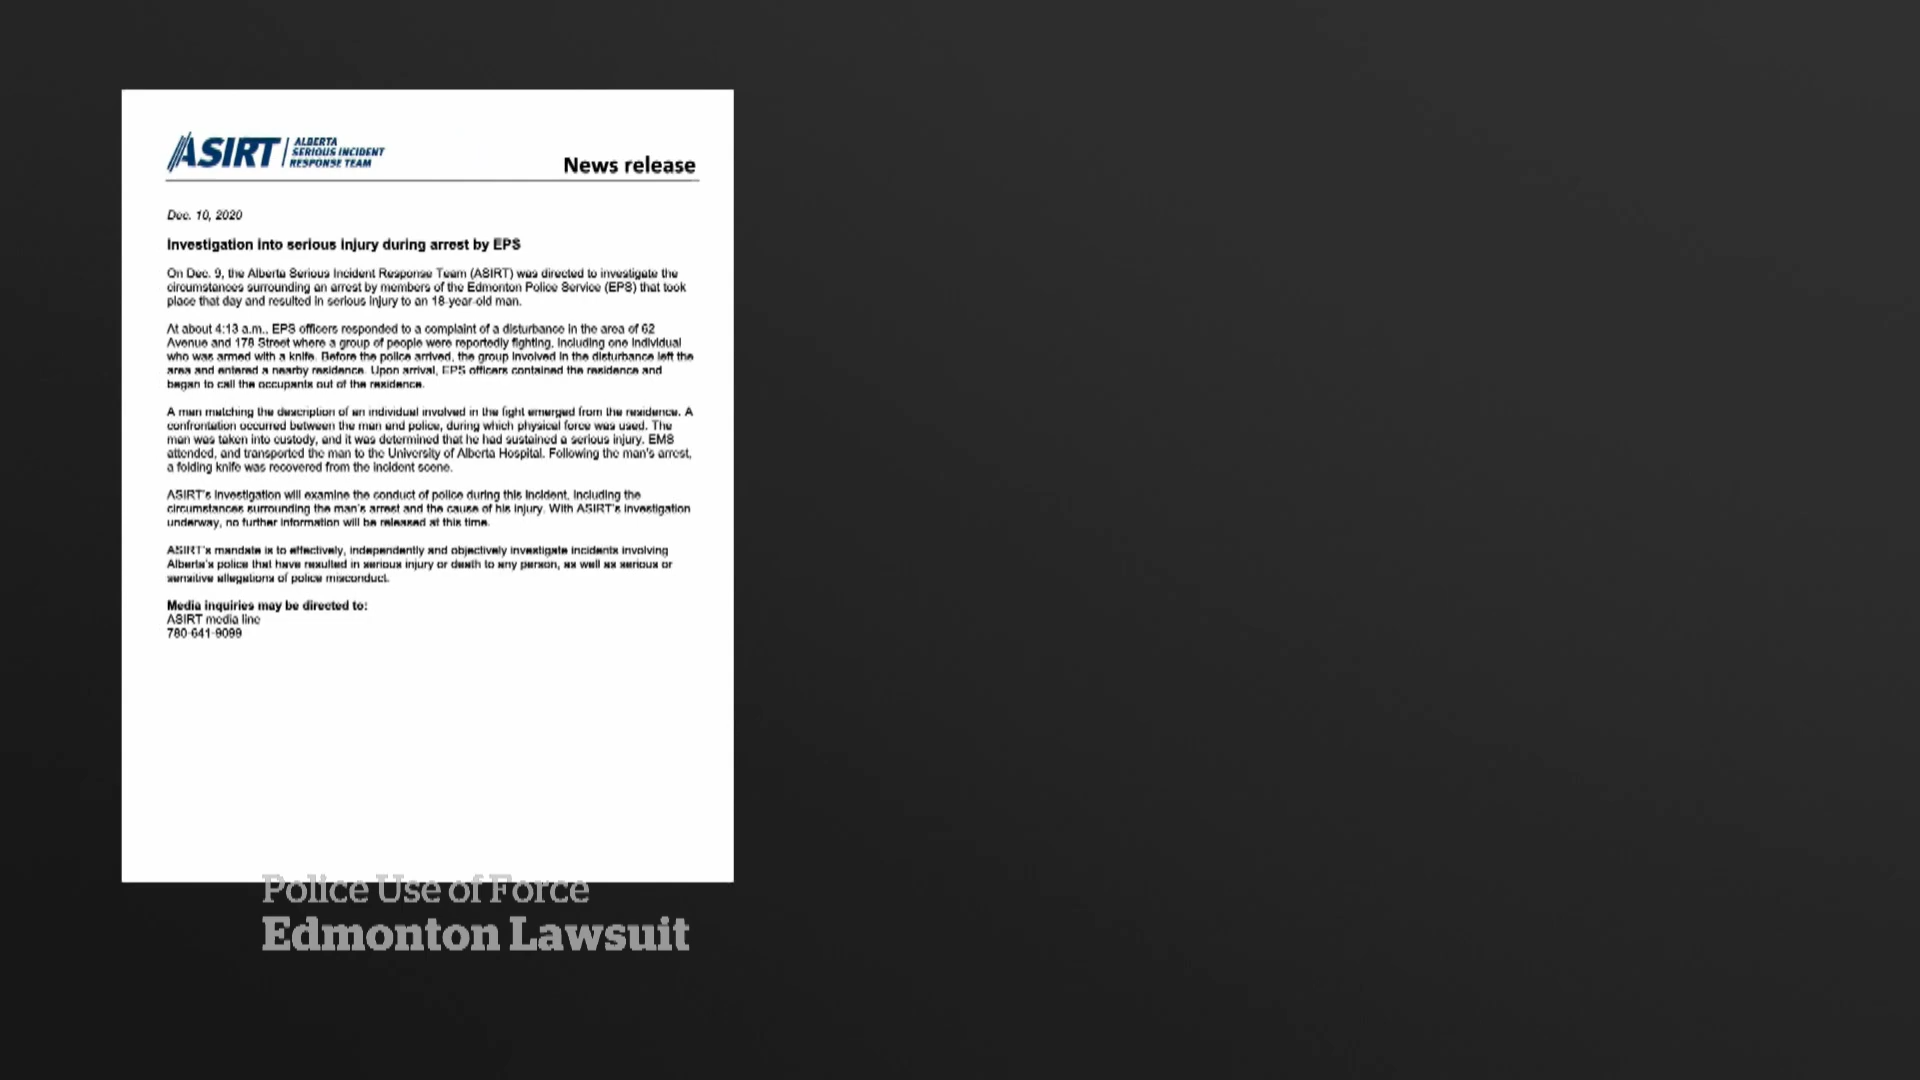 ASIRT
ALBERTA
SERIOUS INCIDENT
RESPONSE TEAM
News release
Dec. 10, 2020
Investigation into serious injury during arrest by EPS
On Dec. 9, the Alberta Serious Incident Response Team (ASIRT) was directed to investigate the
circumstances surrounding an arrest by members of the Edmonton Police Service (EPS) that took
place that day and resulted in serious injury to an 18-year-old man.
At about 4:13 a.m., EPS officers responded to a complaint of a disturbance in the area of 62
Avenue and 178 Street where a group of people were reportedly fighting, including one individual
who was armed with a knife. Before the police arrived, the group involved in the disturbance left the
area and entered a nearby residence. Upon arrival, EPS officers contained the residence and
began to call the occupants out of the residence.
A man matching the description of an individual involved in the fight emerged from the residence. A
confrontation occurred between the man and police, during which physical force was used. The
man was taken into custody, and it was determined that he had sustained a serious injury. EMS
attended, and transported the man to the University of Alberta Hospital. Following the man's arrest,
a folding knife was recovered from the incident scene.
ASIRT's investigation will examine the conduct of police during this incident, including the
circumstances surrounding the man's arrest and the cause of his injury. With ASIRT's investigation
underway, no further information will be released at this time.
ASIRT's mandate is to effectively, independently and objectively investigate incidents involving
Alberta's police that have resulted in serious injury or death to any person, as well as serious or
sensitive allegations of police misconduct.
Media inquiries may be directed to:
ASIRT media line
780-641-9099
Police Use of Force
Edmonton Lawsuit